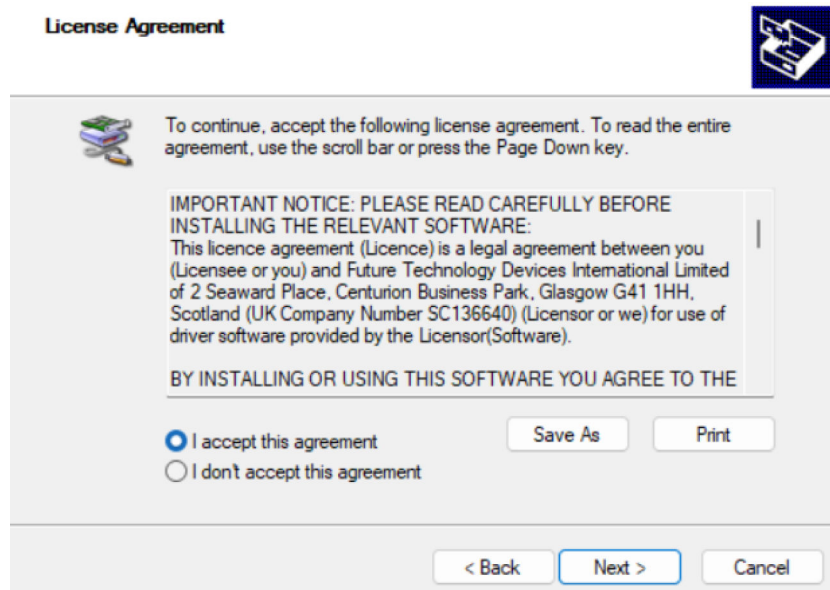 License Agreement
To continue, accept the following license agreement. To read the entire
agreement, use the scroll bar or press the Page Down key.
IMPORTANT NOTICE: PLEASE READ CAREFULLY BEFORE
INSTALLING THE RELEVANT SOFTWARE:
This licence agreement (Licence) is a legal agreement between you
(Licensee or you) and Future Technology Devices International Limited
of 2 Seaward Place, Centurion Business Park, Glasgow G41 1HH,
Scotland (UK Company Number SC136640) (Licensor or we) for use of
driver software provided by the Licensor(Software).
BY INSTALLING OR USING THIS SOFTWARE YOU AGREE TO THE
I accept this agreement
Save As
Print
I don't accept this agreement
< Back
Next >
Cancel